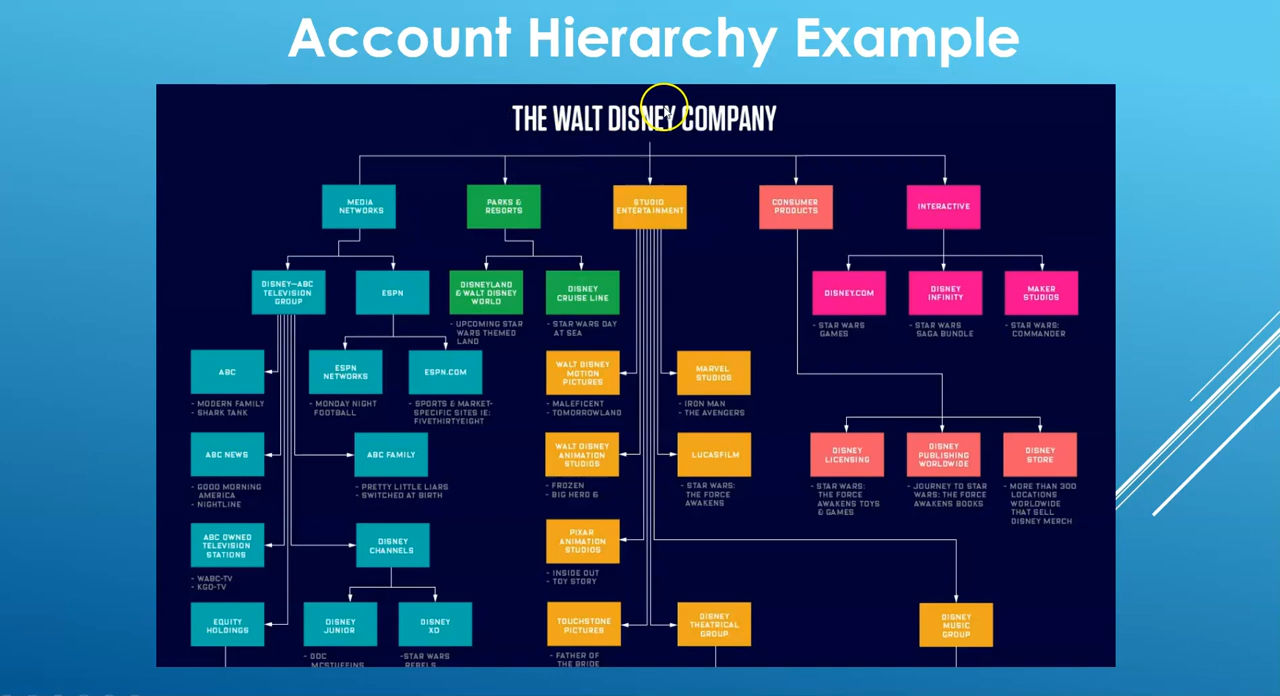 Account Hierarchy Example
THE WALT DISNEY COMPANY
MEDIA
NETWORKS
PARKS &
RESORTS
STUDIO
ENTERTAINMENT
CONSUMER
PRODUCTS
INTERACTIVE
DISNEY—ABC
TELEVISION
GROUP
ESPN
DISNEYLAND
& WALT DISNEY
WORLD
- UPCOMING STAR
WARS THEMED
LAND
DISNEY
CRUISE LINE
- STAR WARS DAY
AT SEA
DISNEY.COM
- STAR WARS
GAMES
DISNEY
INFINITY
- STAR WARS
SAGA BUNDLE
MAKER
STUDIOS
- STAR WARS:
COMMANDER
ABC
- MODERN FAMILY
- SHARK TANK
ESPN
NETWORKS
- MONDAY NIGHT
FOOTBALL
ESPN.COM
- SPORTS & MARKET-
SPECIFIC SITES IE:
FIVETHIRTYEIGHT
WALT DISNEY
MOTION
PICTURES
- MALEFICENT
- TOMORROWLAND
MARVEL
STUDIOS
- IRON MAN
- THE AVENGERS
ABC NEWS
- GOOD MORNING
AMERICA
- NIGHTLINE
ABC FAMILY
- PRETTY LITTLE LIARS
- SWITCHED AT BIRTH
WALT DISNEY
ANIMATION
STUDIOS
- FROZEN
- BIG HERO 6
LUCASFILM
- STAR WARS:
THE FORCE
AWAKENS
DISNEY
LICENSING
- STAR WARS:
THE FORCE
AWAKENS TOYS
& GAMES
DISNEY
PUBLISHING
WORLDWIDE
- JOURNEY TO STAR
WARS: THE FORCE
AWAKENS BOOKS
DISNEY
STORE
- MORE THAN 300
LOCATIONS
WORLDWIDE
THAT SELL
DISNEY MERCH
ABC OWNED
TELEVISION
STATIONS
- WABC-TV
- KGO-TV
DISNEY
CHANNELS
PIXAR
ANIMATION
STUDIOS
- INSIDE OUT
- TOY STORY
EQUITY
HOLDINGS
DISNEY
JUNIOR
- DOC
MCSTUFFINS
DISNEY
XD
-STAR WARS
REBELS
TOUCHSTONE
PICTURES
- FATHER OF
THE BRIDE
DISNEY
THEATRICAL
GROUP
DISNEY
MUSIC
GROUP